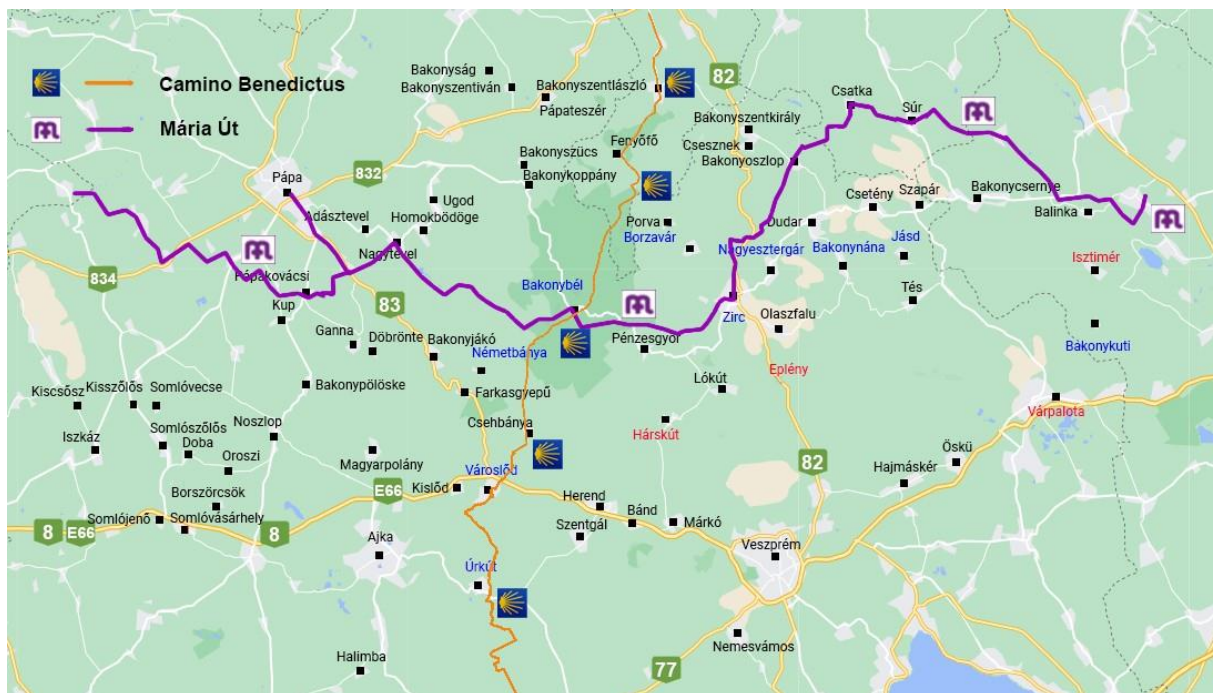 Camino Benedictus
Mária Út
Bakonyság
Bakonyszentiván
Pápateszér
Bakonyszentlászló
82
Csatka
Súr
Bakonyszentkirály
Csesznek
Bakonyoszlop
Fenyőfő
Bakonyszücs
Bakonykoppány
832
Pápa
Ugod
Adásztevel
Homokbödöge
Nagytevel
Porva
Borzavár
Dudar
Csetény
Szapár
Bakonycsernye
Balinka
Nagyesztergár
Bakonynána
Jásd
Isztimér
834
Pápakovácsi
Kup
83
Bakonybél
Zirc
Olaszfalu
Tés
Ganna
Döbrönte
Bakonyjákó
Németbánya
Pénzesgyőr
Bakonykuti
Eplény
Lókút
Kiscsősz
Kisszőlős
Somlóvecse
Bakonypölöske
Farkasgyepű
Várpalota
Noszlop
Csehbánya
Hárskút
Iszkáz
Somlószőlős
Doba
Oroszi
Magyarpolány
Városlőd
82
Öskü
Hajmáskér
Borszörcsök
E66
Kislőd
Herend
Bánd
Márkó
8
E66
Somlójenő
Somlóvásárhely
8
Ajka
Szentgál
Veszprém
Úrkút
Nemesvámos
Halimba
77